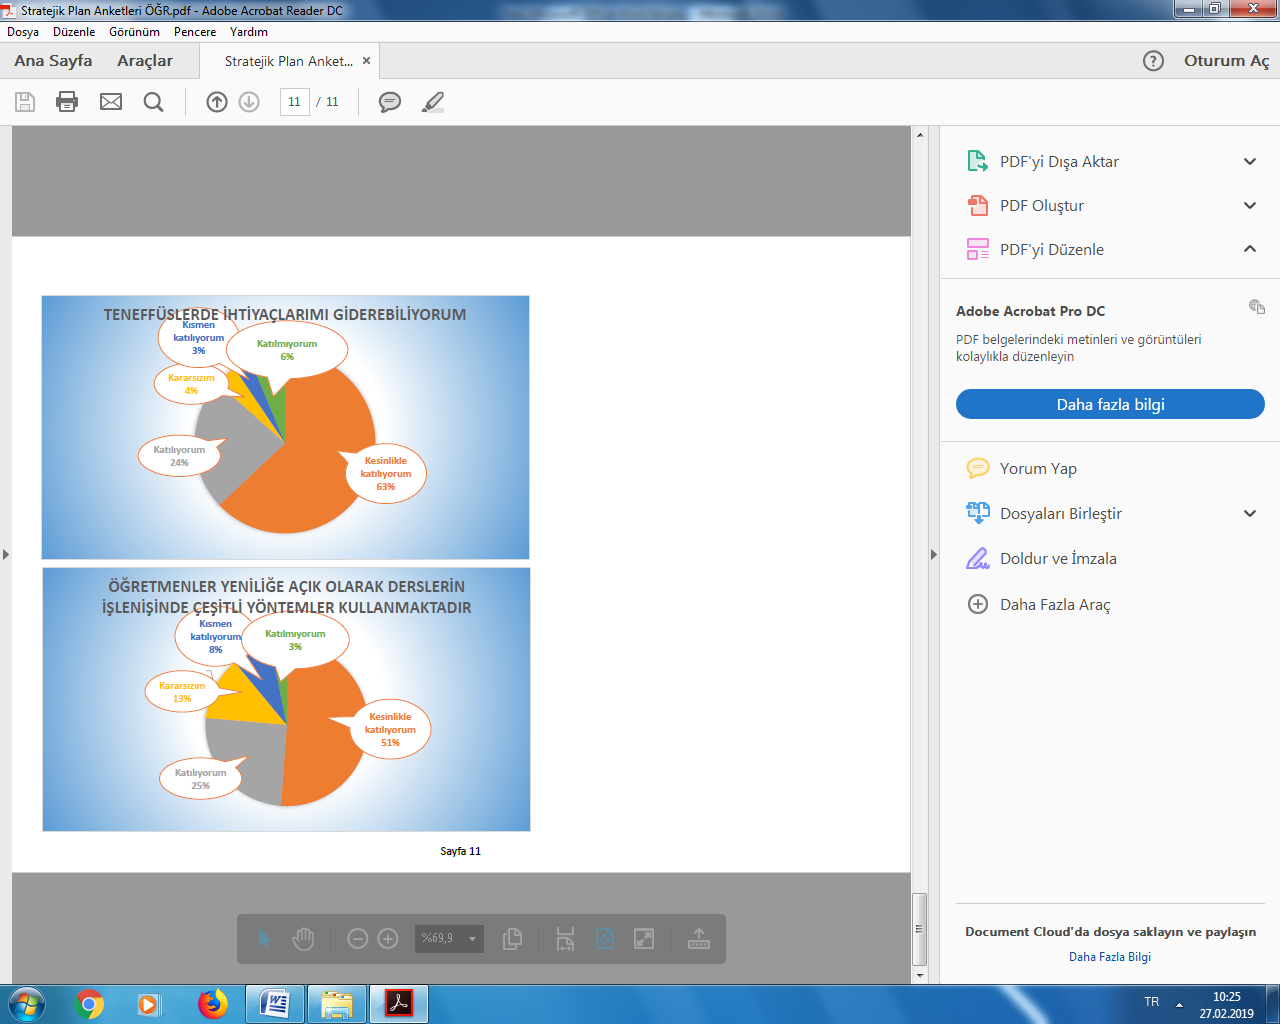 Stratejik Plan Anketleri ÖĞR.pdf - Adobe Acrobat Reader DC
Dosya Düzenle Görünüm Pencere Yardım
Ana Sayfa Araçlar Stratejik Plan Anket... × ? Oturum Aç
11 / 11
TENEFFÜSLERDE İHTİYAÇLARIMI GİDEREBİLİYORUM
Kısmen
katılıyorum
3%
Katılmıyorum
6%
Kararsızım
4%
Katılıyorum
24%
Kesinlikle
katılıyorum
63%
ÖĞRETMENLER YENİLİĞE AÇIK OLARAK DERSLERİN
İŞLENİŞİNDE ÇEŞİTLİ YÖNTEMLER KULLANMAKTADIR
Kısmen
katılıyorum
8%
Katılmıyorum
3%
Kararsızım
13%
Kesinlikle
katılıyorum
51%
Katılıyorum
25%
Sayfa 11
%69,9
PDF'yi Dışa Aktar
PDF Oluştur
PDF'yi Düzenle
Adobe Acrobat Pro DC
PDF belgelerindeki metinleri ve görüntüleri
kolaylıkla düzenleyin
Daha fazla bilgi
Yorum Yap
Dosyaları Birleştir
Doldur ve İmzala
Daha Fazla Araç
Document Cloud'da dosya saklayın ve paylaşın
Daha Fazla Bilgi
TR
10:25
27.02.2019